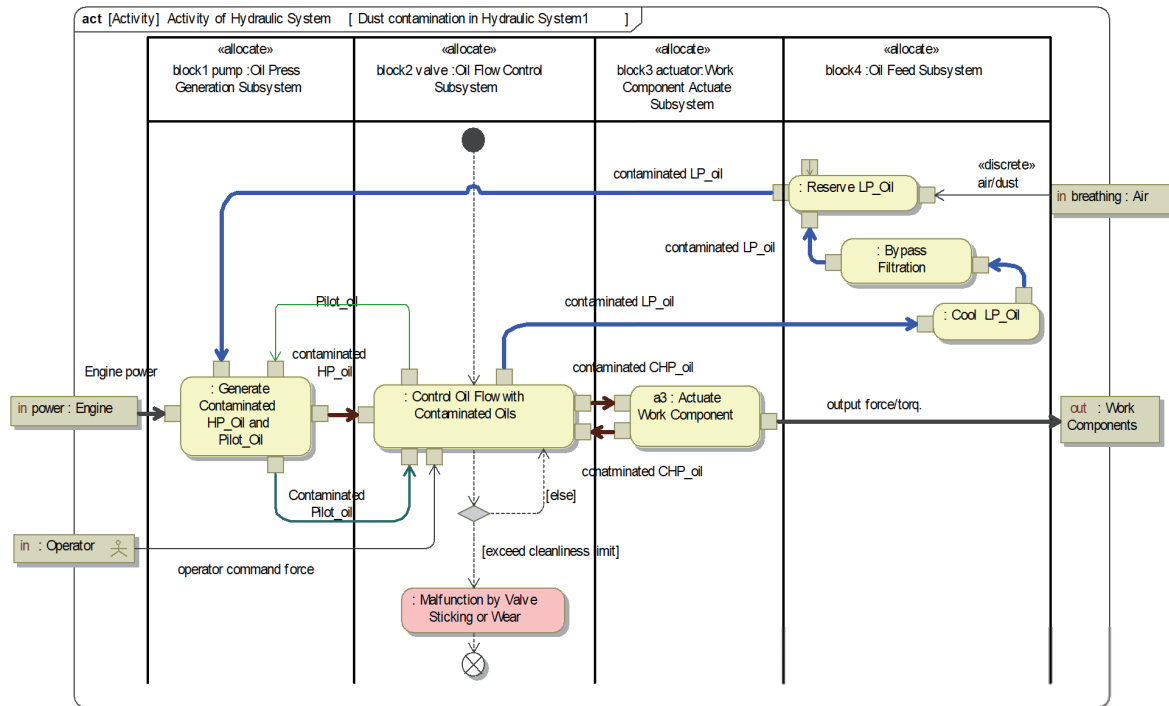 act [Activity] Activity of Hydraulic System [ Dust contamination in Hydraulic System1 ]
«allocate»
block1 pump :Oil Press
Generation Subsystem
«allocate»
block2 valve :Oil Flow Control
Subsystem
«allocate»
block3 actuator:Work
Component Actuate
Subsystem
«allocate»
block4 :Oil Feed Subsystem
contaminated LP_oil
: Reserve LP_Oil
«discrete»
air/dust
in breathing : Air
contaminated LP_oil
: Bypass
Filtration
Pilot_oil
contaminated LP_oil
: Cool LP_Oil
contaminated
HP_oil
Engine power
contaminated CHP_oil
in power : Engine
: Generate
Contaminated
HP_Oil and
Pilot_Oil
: Control Oil Flow with
Contaminated Oils
a3 : Actuate
Work Component
output force/torq.
out : Work
Components
conatminated CHP_oil
Contaminated
Pilot_oil
[else]
in : Operator
operator command force
[exceed cleanliness limit]
: Malfunction by Valve
Sticking or Wear